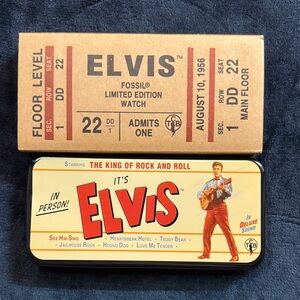 FLOOR LEVEL
SEC. ROW SEAT
1 DD 22
ELVIS™
FOSSIL®
LIMITED EDITION
WATCH
22 DD 1
ADMITS
ONE
AUGUST 10, 1956
SEC. ROW SEAT
1 DD 22
MAIN FLOOR
STARRING THE KING OF ROCK AND ROLL
IN
PERSON!
IT'S
ELVIS™
SEE HIM SING • HEARTBREAK HOTEL • TEDDY BEAR
• JAILHOUSE ROCK • HOUND DOG • LOVE ME TENDER
IN DELUXE
SOUND